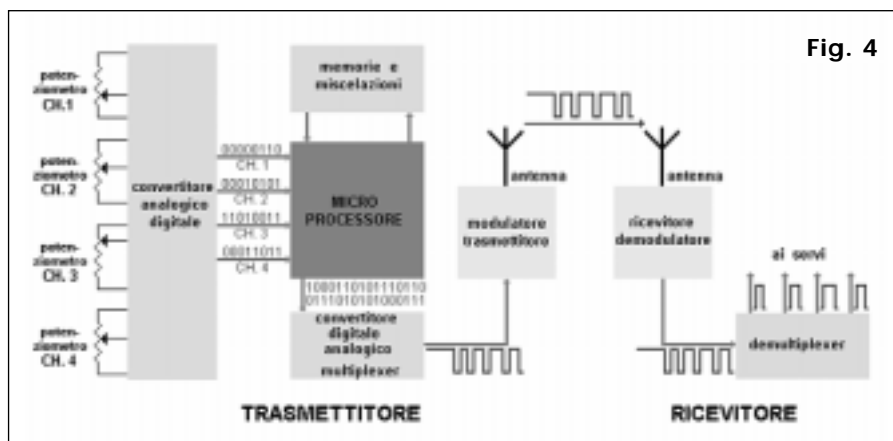 Fig. 4
poten-
ziometro
CH.1
poten-
ziometro
CH. 2
poten-
ziometro
CH. 3
poten-
ziometro
CH. 4
convertitore
analogico
digitale
00000110
CH. 1
00010101
CH. 2
11010011
CH. 3
00011011
CH. 4
memorie e
miscelazioni
MICRO
PROCESSORE
1000110101110110
0111010101000111
convertitore
digitale
analogico
multiplexer
antenna
modulatore
trasmettitore
antenna
ricevitore
demodulatore
ai servi
demultiplexer
TRASMETTITORE
RICEVITORE